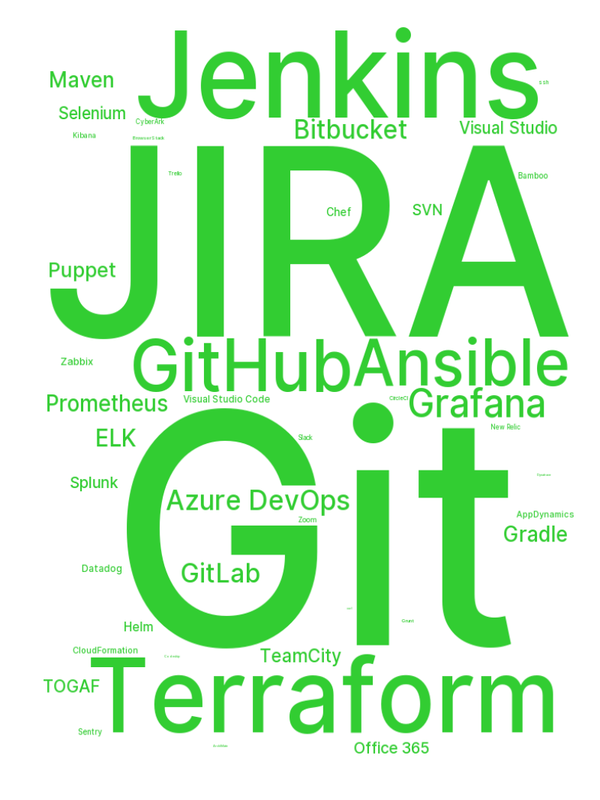 Jenkins
Maven
ssh
Selenium
CyberArk
Bitbucket
Visual Studio
Kibana
JIRA
Trello
Bamboo
Chef
SVN
Puppet
GitHub
Ansible
Zabbix
Visual Studio Code
CircleCI
Grafana
Prometheus
Git
New Relic
ELK
Slack
Splunk
Azure DevOps
AppDynamics
Zoom
Gradle
Datadog
GitLab
Helm
CloudFormation
TeamCity
Terraform
TOGAF
Sentry
Office 365